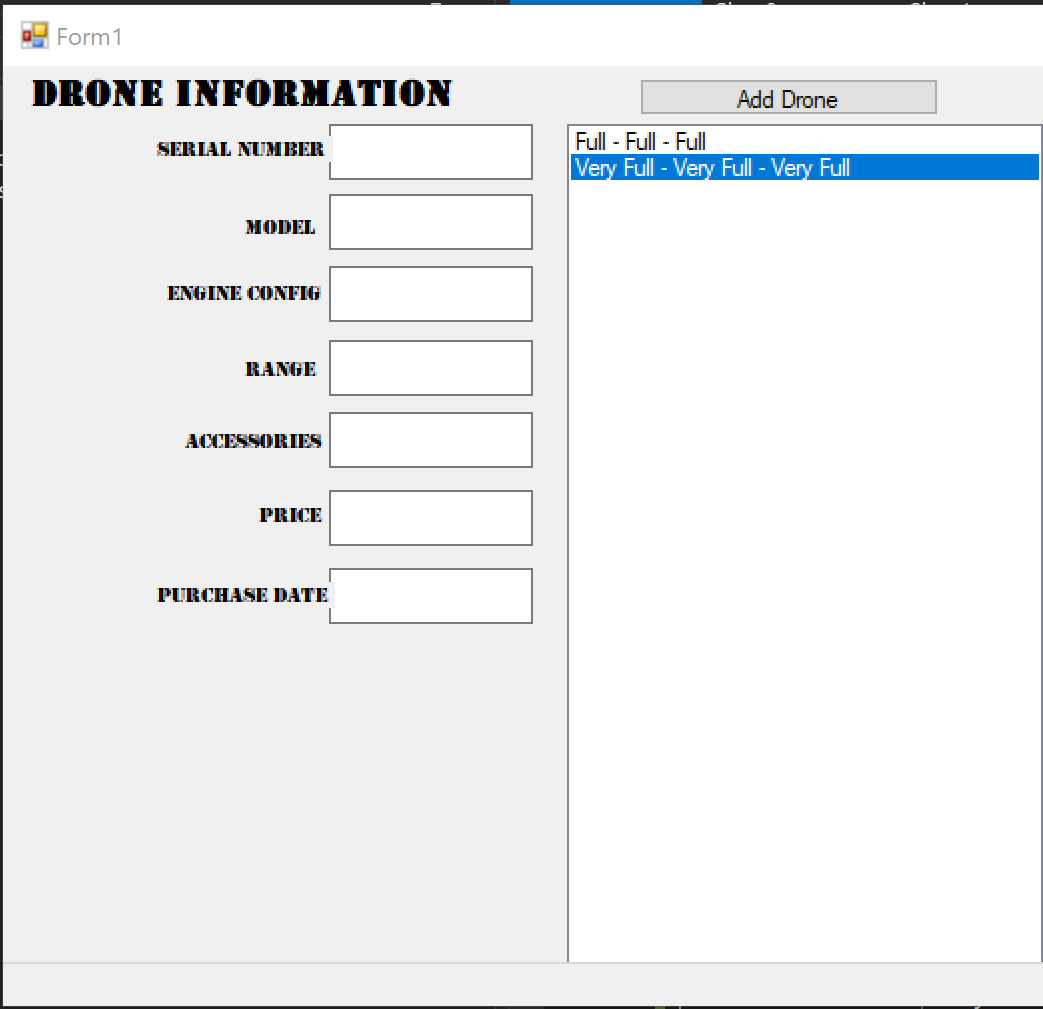 Form1
DRONE INFORMATION
Add Drone
SERIAL NUMBER
MODEL
ENGINE CONFIG
RANGE
ACCESSORIES
PRICE
PURCHASE DATE
Full - Full - Full
Very Full - Very Full - Very Full